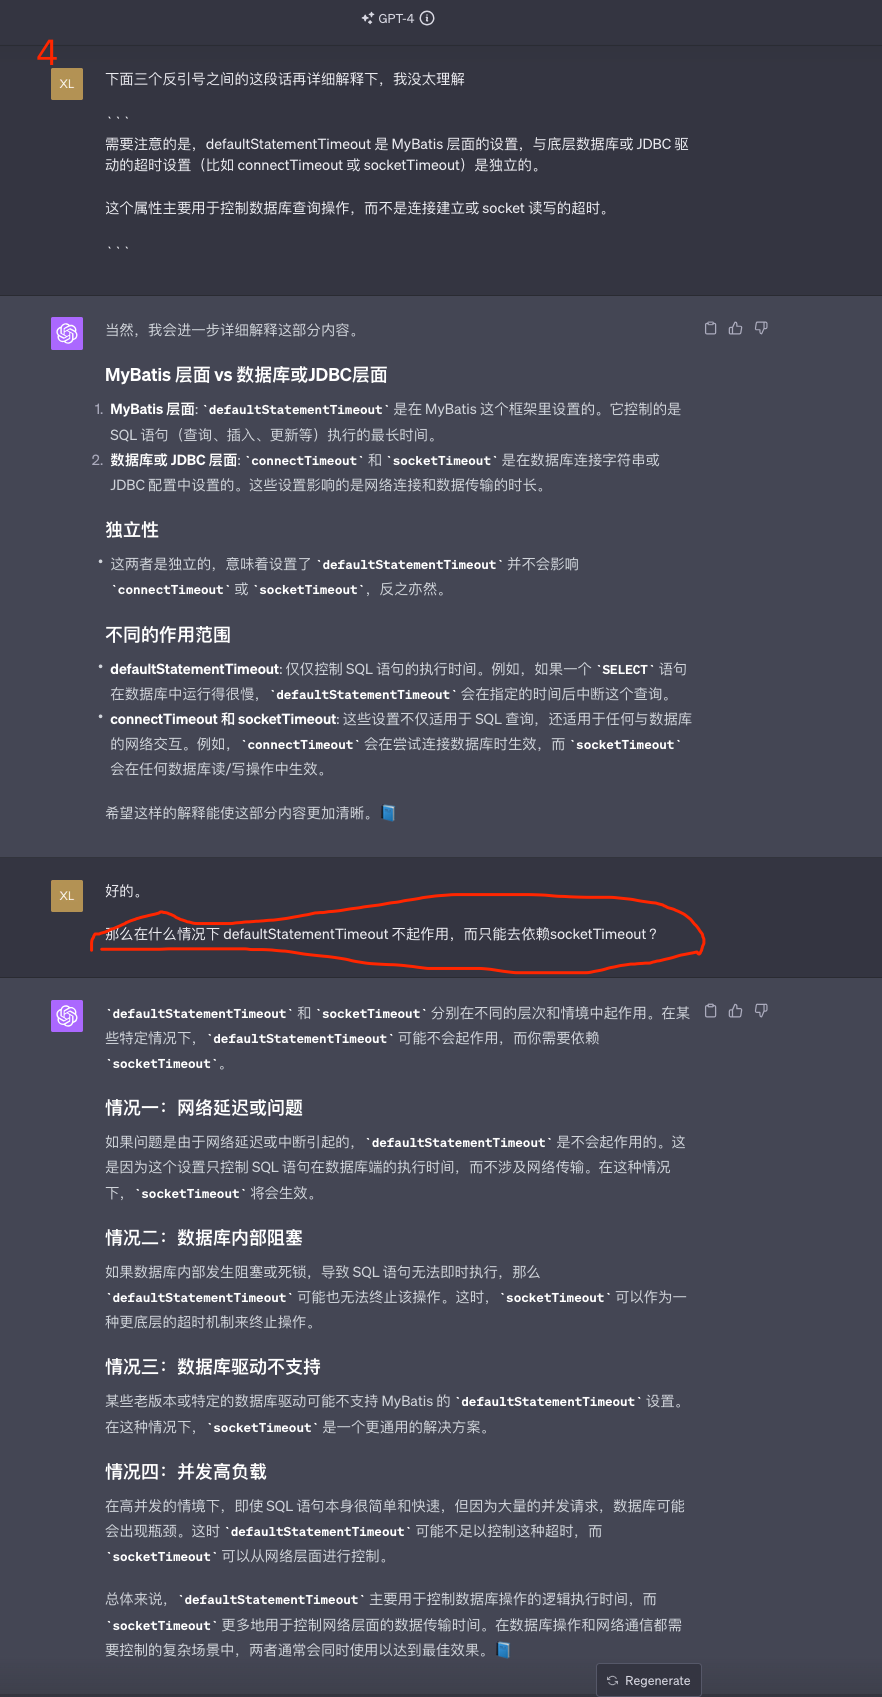 GPT-4
4
XL
下面三个反引号之间的这段话再详细解释下，我没太理解
```
需要注意的是，defaultStatementTimeout 是 MyBatis 层面的设置，与底层数据库或 JDBC 驱
动的超时设置（比如 connectTimeout 或 socketTimeout）是独立的。
这个属性主要用于控制数据库查询操作，而不是连接建立或 socket 读写的超时。
```
当然，我会进一步详细解释这部分内容。
MyBatis 层面 vs 数据库或JDBC层面
1. MyBatis 层面: `defaultStatementTimeout` 是在 MyBatis 这个框架里设置的。它控制的是
SQL 语句（查询、插入、更新等）执行的最长时间。
2. 数据库或 JDBC 层面: `connectTimeout` 和 `socketTimeout` 是在数据库连接字符串或
JDBC 配置中设置的。这些设置影响的是网络连接和数据传输的时长。
独立性
• 这两者是独立的，意味着设置了 `defaultStatementTimeout` 并不会影响
`connectTimeout` 或 `socketTimeout`，反之亦然。
不同的作用范围
• defaultStatementTimeout: 仅仅控制 SQL 语句的执行时间。例如，如果一个 `SELECT` 语句
在数据库中运行得很慢，`defaultStatementTimeout` 会在指定的时间后中断这个查询。
• connectTimeout 和 socketTimeout: 这些设置不仅适用于 SQL 查询，还适用于任何与数据库
的网络交互。例如，`connectTimeout` 会在尝试连接数据库时生效，而 `socketTimeout`
会在任何数据库读/写操作中生效。
希望这样的解释能使这部分内容更加清晰。📘
XL
好的。
那么在什么情况下 defaultStatementTimeout 不起作用，而只能去依赖socketTimeout？
`defaultStatementTimeout` 和 `socketTimeout` 分别在不同的层次和情境中起作用。在某
些特定情况下，`defaultStatementTimeout` 可能不会起作用，而你需要依赖
`socketTimeout`。
情况一：网络延迟或问题
如果问题是由于网络延迟或中断引起的，`defaultStatementTimeout` 是不会起作用的。这
是因为这个设置只控制 SQL 语句在数据库端的执行时间，而不涉及网络传输。在这种情况
下，`socketTimeout` 将会生效。
情况二：数据库内部阻塞
如果数据库内部发生阻塞或死锁，导致 SQL 语句无法即时执行，那么
`defaultStatementTimeout` 可能也无法终止该操作。这时，`socketTimeout` 可以作为一
种更底层的超时机制来终止操作。
情况三：数据库驱动不支持
某些老版本或特定的数据库驱动可能不支持 MyBatis 的 `defaultStatementTimeout` 设置。
在这种情况下，`socketTimeout` 是一个更通用的解决方案。
情况四：并发高负载
在高并发的情境下，即使 SQL 语句本身很简单和快速，但因为大量的并发请求，数据库可能
会出现瓶颈。这时 `defaultStatementTimeout` 可能不足以控制这种超时，而
`socketTimeout` 可以从网络层面进行控制。
总体来说，`defaultStatementTimeout` 主要用于控制数据库操作的逻辑执行时间，而
`socketTimeout` 更多地用于控制网络层面的数据传输时间。在数据库操作和网络通信都需
要控制的复杂场景中，两者通常会同时使用以达到最佳效果。📘
Regenerate